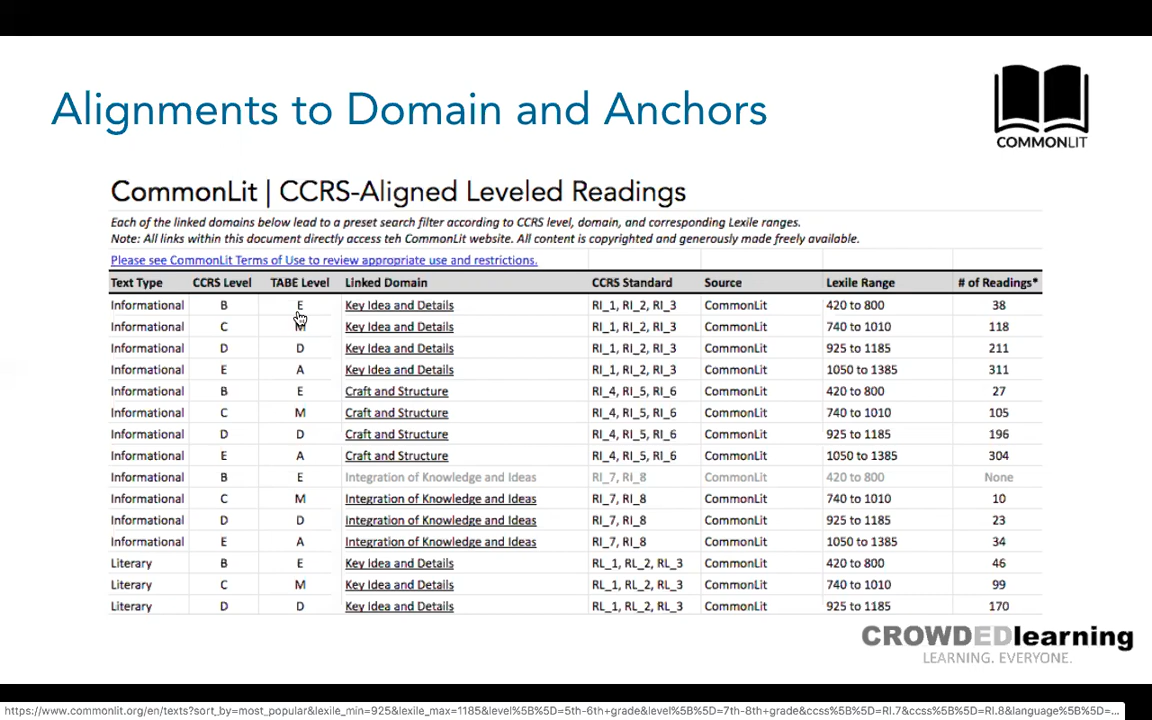 Alignments to Domain and Anchors
COMMONLIT
CommonLit | CCRS-Aligned Leveled Readings
Each of the linked domains below lead to a preset search filter according to CCRS level, domain, and corresponding Lexile ranges.
Note: All links within this document directly access teh CommonLit website. All content is copyrighted and generously made freely available.
Please see CommonLit Terms of Use to review appropriate use and restrictions.
Text Type CCRS Level TABE Level Linked Domain CCRS Standard Source Lexile Range # of Readings*
Informational B E Key Idea and Details RI_1, RI_2, RI_3 CommonLit 420 to 800 38
Informational C M Key Idea and Details RI_1, RI_2, RI_3 CommonLit 740 to 1010 118
Informational D D Key Idea and Details RI_1, RI_2, RI_3 CommonLit 925 to 1185 211
Informational E A Key Idea and Details RI_1, RI_2, RI_3 CommonLit 1050 to 1385 311
Informational B E Craft and Structure RI_4, RI_5, RI_6 CommonLit 420 to 800 27
Informational C M Craft and Structure RI_4, RI_5, RI_6 CommonLit 740 to 1010 105
Informational D D Craft and Structure RI_4, RI_5, RI_6 CommonLit 925 to 1185 196
Informational E A Craft and Structure RI_4, RI_5, RI_6 CommonLit 1050 to 1385 304
Informational B E Integration of Knowledge and Ideas RI_7, RI_8 CommonLit 420 to 800 None
Informational C M Integration of Knowledge and Ideas RI_7, RI_8 CommonLit 740 to 1010 10
Informational D D Integration of Knowledge and Ideas RI_7, RI_8 CommonLit 925 to 1185 23
Informational E A Integration of Knowledge and Ideas RI_7, RI_8 CommonLit 1050 to 1385 34
Literary B E Key Idea and Details RL_1, RL_2, RL_3 CommonLit 420 to 800 46
Literary C M Key Idea and Details RL_1, RL_2, RL_3 CommonLit 740 to 1010 99
Literary D D Key Idea and Details RL_1, RL_2, RL_3 CommonLit 925 to 1185 170
CROWDEDlearning
LEARNING. EVERYONE.
https://www.commonlit.org/en/texts?sort_by=most_popular&lexile_min=925&lexile_max=1185&level%5B%5D=5th-6th+grade&level%5B%5D=7th-8th+grade&ccss%5B%5D=RI.7&ccss%5B%5D=RI.8&language%5B%5D=...